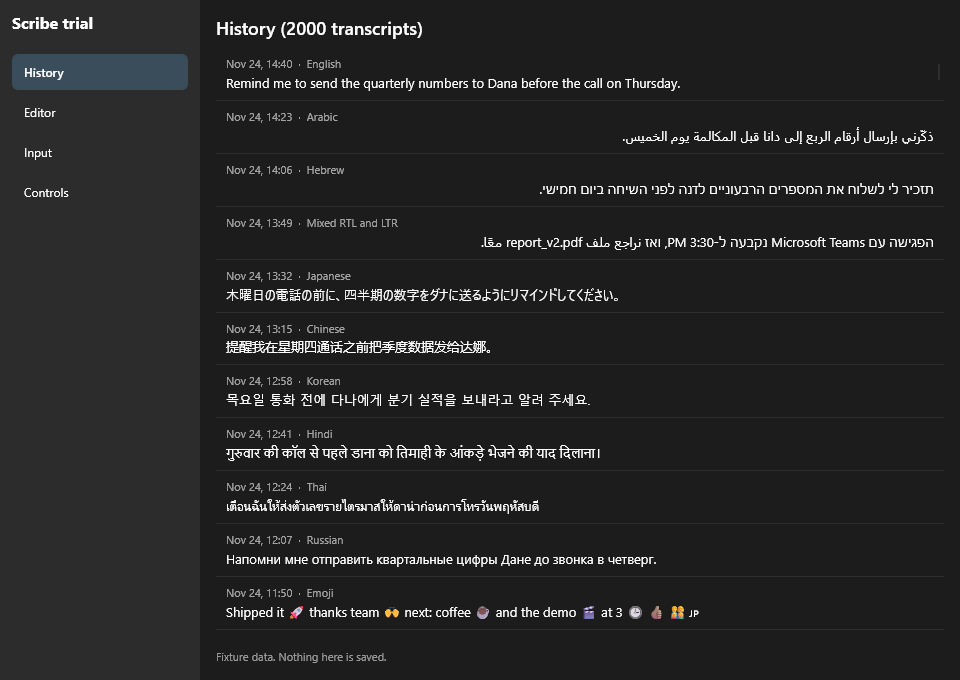 Scribe trial
History
Editor
Input
Controls
History (2000 transcripts)
Nov 24, 14:40 · English
Remind me to send the quarterly numbers to Dana before the call on Thursday.
Nov 24, 14:23 · Arabic
ذكّرني بإرسال أرقام الربع إلى دانا قبل المكالمة يوم الخميس.
Nov 24, 14:06 · Hebrew
תזכיר לי לשלוח את המספרים הרבעוניים לדנה לפני השיחה ביום חמישי.
Nov 24, 13:49 · Mixed RTL and LTR
הפגישה עם Microsoft Teams נקבעה ל-3:30 PM, ואז نراجع ملف report_v2.pdf معًا.
Nov 24, 13:32 · Japanese
木曜日の電話の前に、四半期の数字をダナに送るようにリマインドしてください。
Nov 24, 13:15 · Chinese
提醒我在星期四通话之前把季度数据发给达娜。
Nov 24, 12:58 · Korean
목요일 통화 전에 다나에게 분기 실적을 보내라고 알려 주세요.
Nov 24, 12:41 · Hindi
गुरुवार की कॉल से पहले डाना को तिमाही के आंकड़े भेजने की याद दिलाना।
Nov 24, 12:24 · Thai
เตือนฉันให้ส่งตัวเลขรายไตรมาสให้ดาน่าก่อนการโทรวันพฤหัสบดี
Nov 24, 12:07 · Russian
Напомни мне отправить квартальные цифры Дане до звонка в четверг.
Nov 24, 11:50 · Emoji
Shipped it 🚀 thanks team 🙌 next: coffee ☕ and the demo 🎬 at 3 🕒 👍🏽 🧑‍🤝‍🧑 🇯🇵
Fixture data. Nothing here is saved.